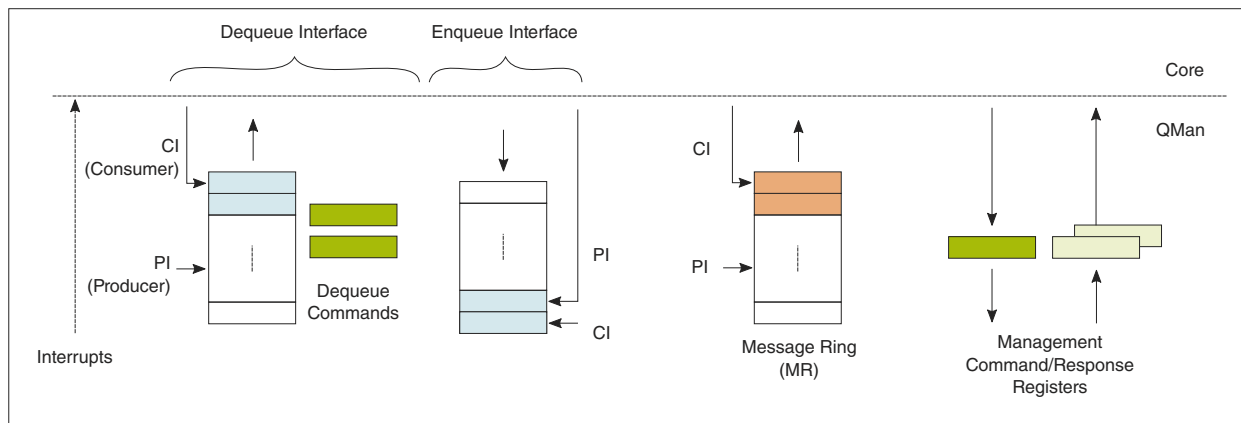 Dequeue Interface
Enqueue Interface
Core
QMan
CI
(Consumer)
PI
(Producer)
Dequeue
Commands
PI
CI
CI
PI
Message Ring
(MR)
Management
Command/Response
Registers
Interrupts